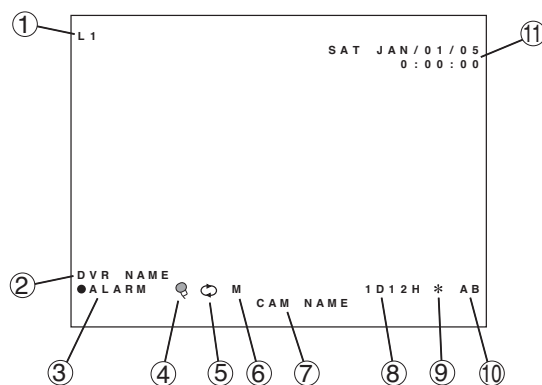 ① L1
SAT JAN/01/05 ⑪
0:00:00
② DVR NAME
●ALARM M 1D12H * AB
CAM NAME
③ ④ ⑤ ⑥ ⑦ ⑧ ⑨ ⑩